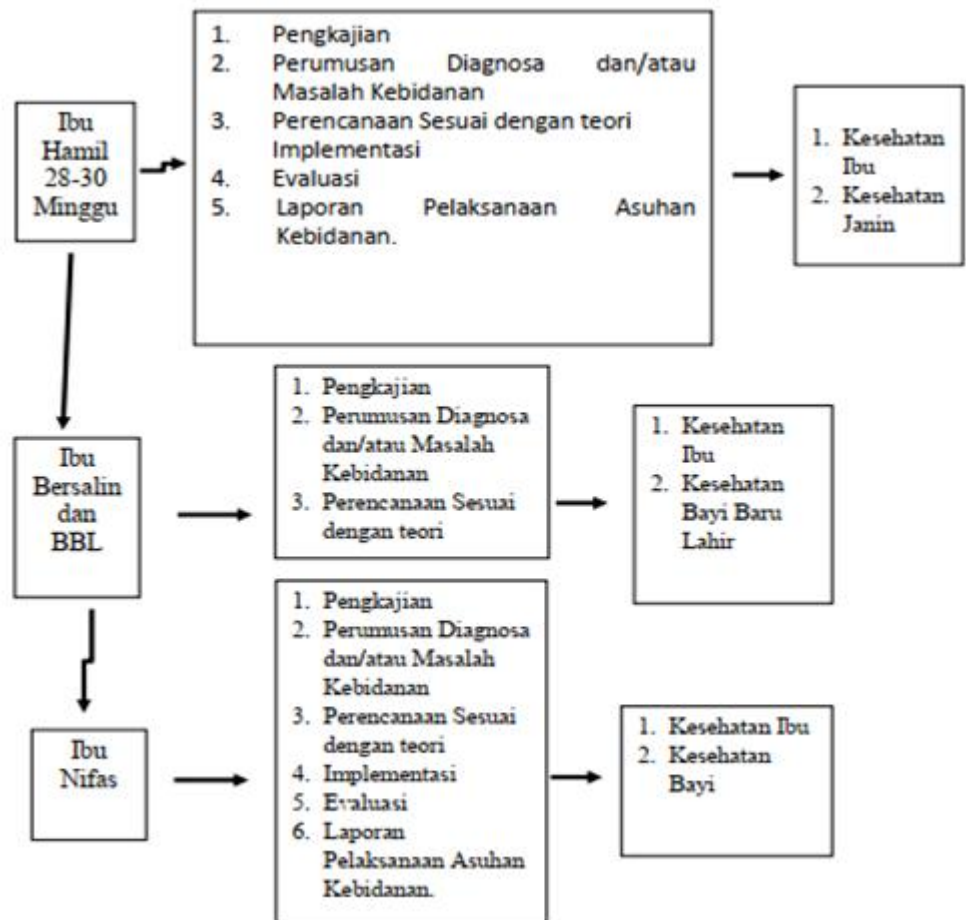 Ibu
Hamil
28-30
Minggu
1. Pengkajian
2. Perumusan Diagnosa dan/atau
Masalah Kebidanan
3. Perencanaan Sesuai dengan teori
Implementasi
4. Evaluasi
5. Laporan Pelaksanaan Asuhan
Kebidanan.
1. Kesehatan
Ibu
2. Kesehatan
Janin
Ibu
Bersalin
dan
BBL
1. Pengkajian
2. Perumusan Diagnosa
dan/atau Masalah
Kebidanan
3. Perencanaan Sesuai
dengan teori
1. Kesehatan
Ibu
2. Kesehatan
Bayi Baru
Lahir
Ibu
Nifas
1. Pengkajian
2. Perumusan Diagnosa
dan/atau Masalah
Kebidanan
3. Perencanaan Sesuai
dengan teori
4. Implementasi
5. Evaluasi
6. Laporan
Pelaksanaan Asuhan
Kebidanan.
1. Kesehatan Ibu
2. Kesehatan
Bayi